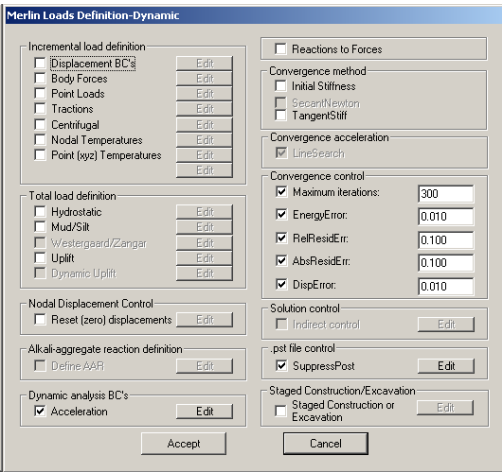 Merlin Loads Definition-Dynamic
Incremental load definition
Displacement BC's Edit
Body Forces Edit
Point Loads Edit
Tractions Edit
Centrifugal Edit
Nodal Temperatures Edit
Point (xyz) Temperatures Edit
Edit
Total load definition
Hydrostatic Edit
Mud/Silt Edit
Westergaard/Zangar Edit
Uplift Edit
Dynamic Uplift Edit
Nodal Displacement Control
Reset (zero) displacements Edit
Alkali-aggregate reaction definition
Define AAR Edit
Dynamic analysis BC's
Acceleration Edit
Reactions to Forces
Convergence method
Initial Stiffness
SecantNewton
TangentStiff
Convergence acceleration
LineSearch
Convergence control
Maximum iterations: 300
EnergyError: 0.010
RelResidErr: 0.100
AbsResidErr: 0.100
DispError: 0.010
Solution control
Indirect control Edit
.pst file control
SuppressPost Edit
Staged Construction/Excavation
Staged Construction or Edit
Excavation
Accept Cancel